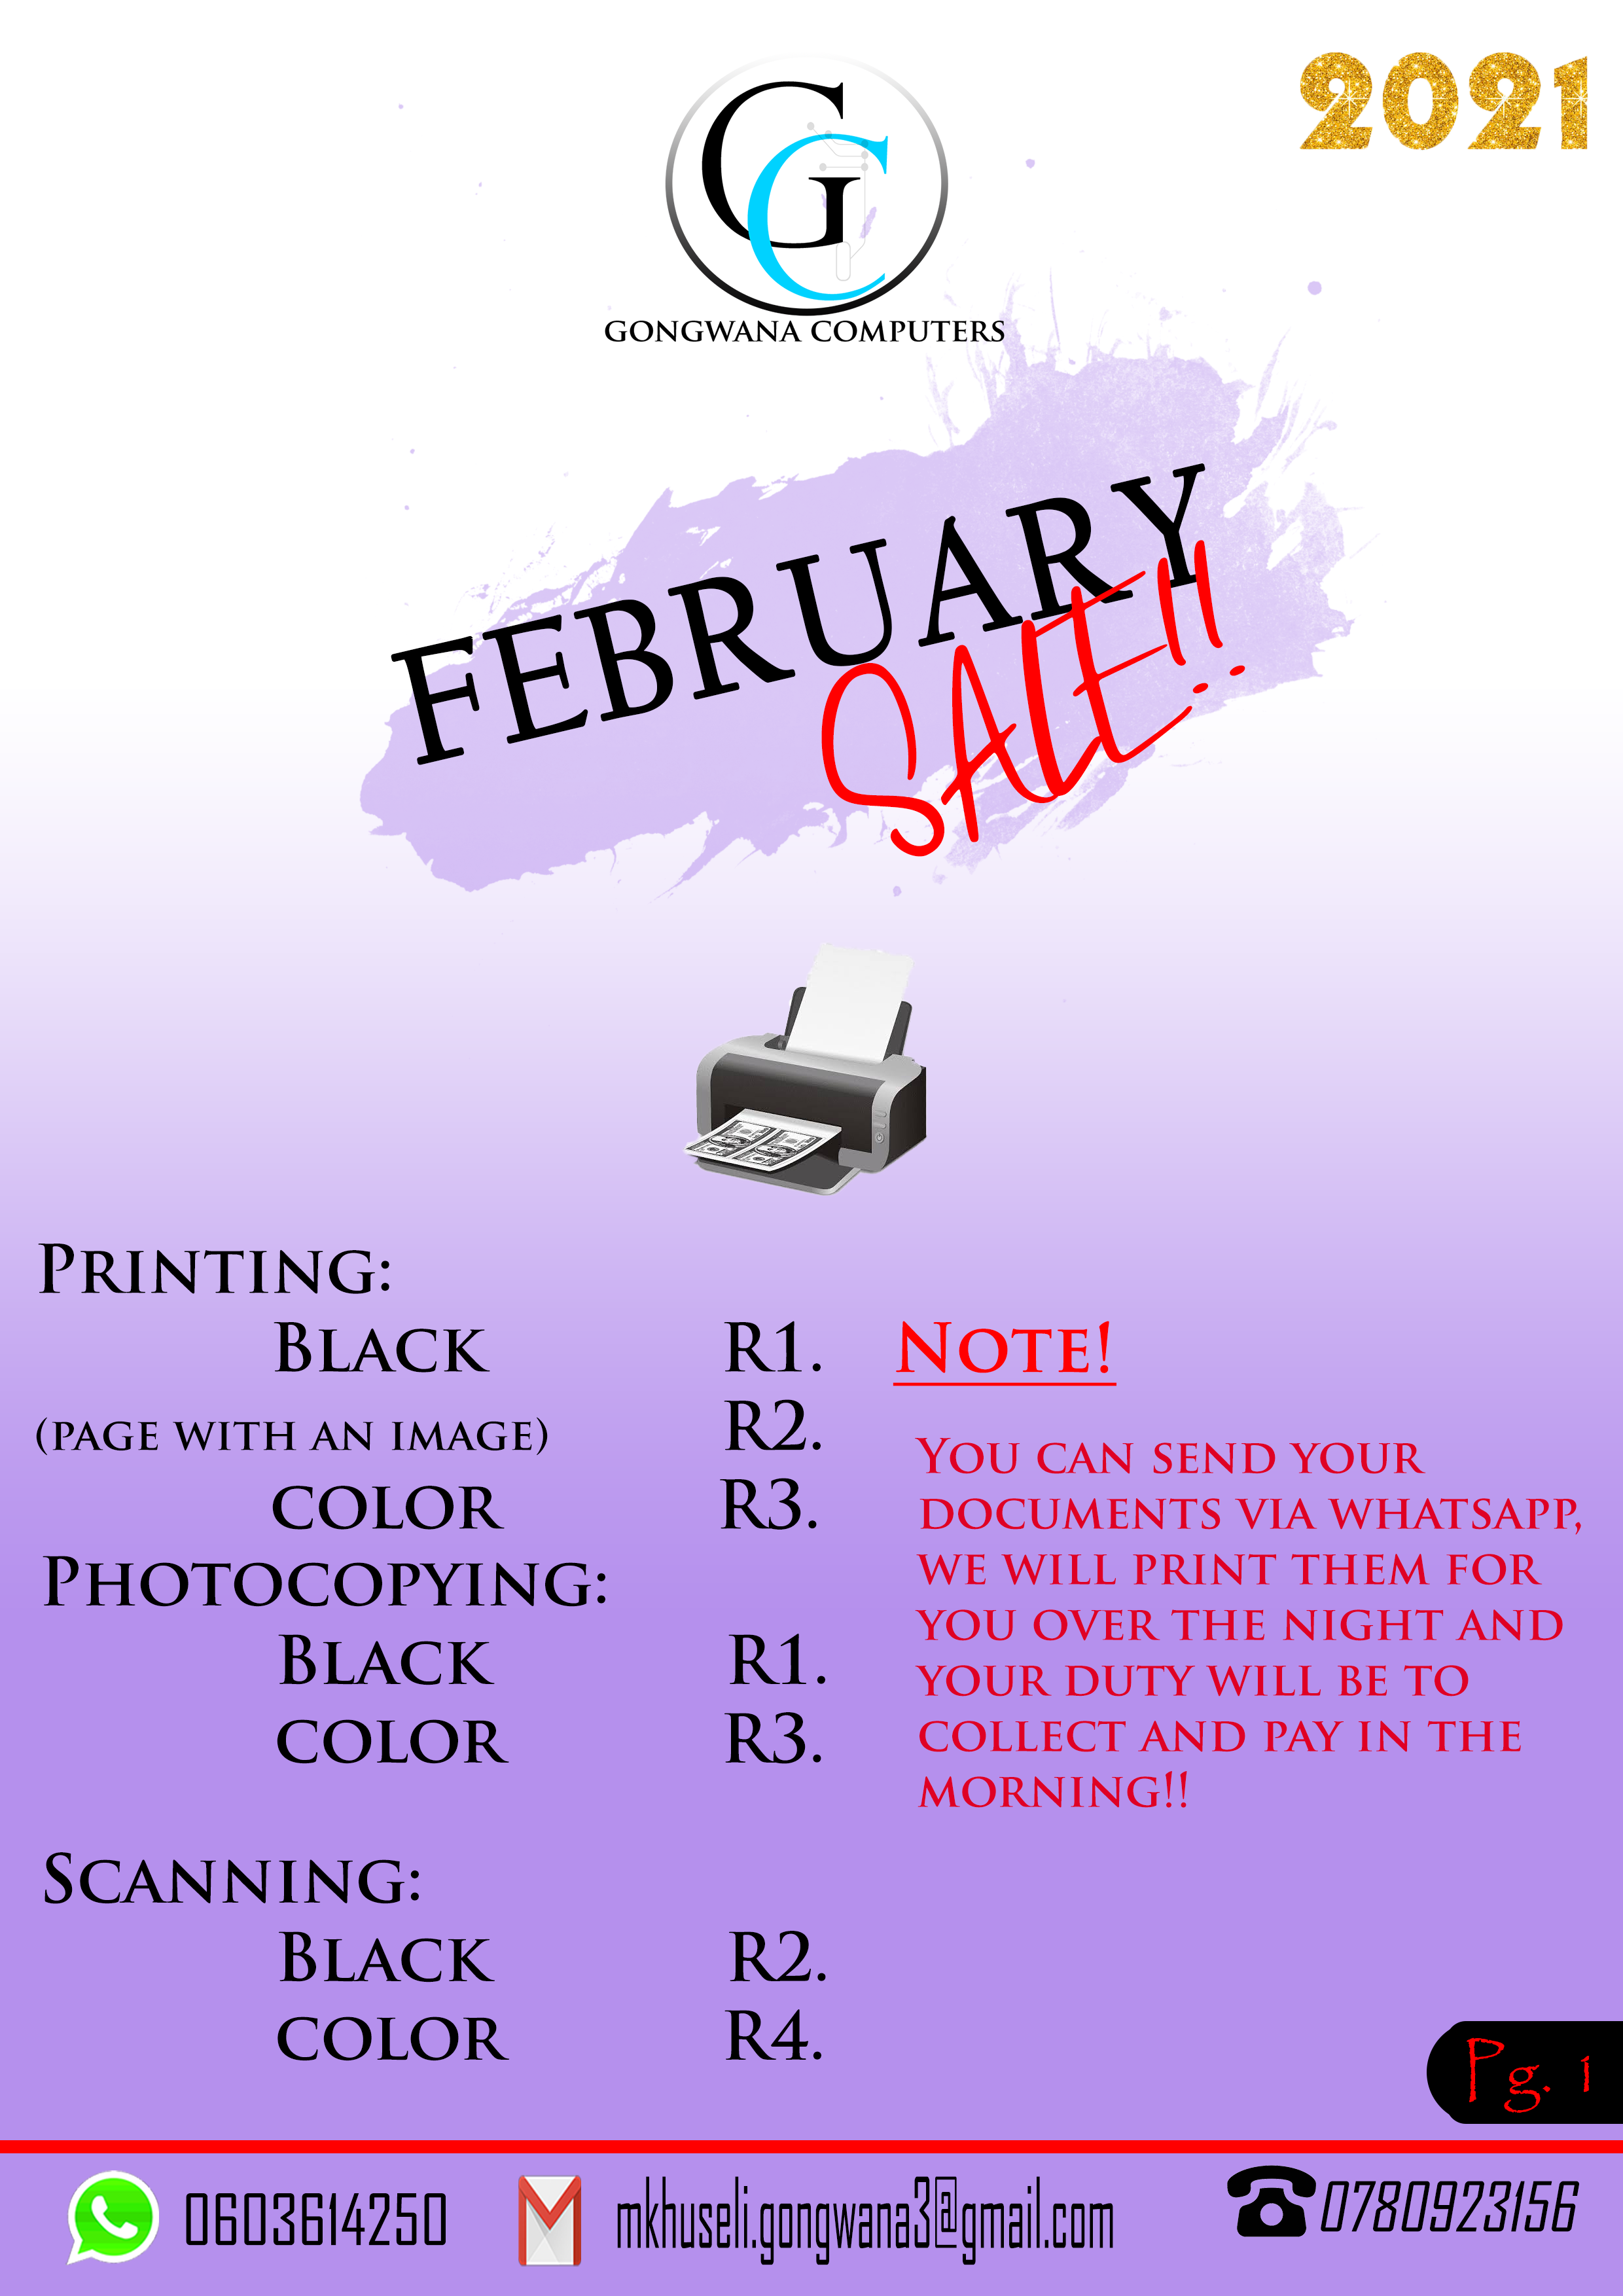 2021
GC
GONGWANA COMPUTERS
FEBRUARY
SALE!!
PRINTING:
BLACK R1.
(PAGE WITH AN IMAGE) R2.
COLOR R3.
PHOTOCOPYING:
BLACK R1.
COLOR R3.
SCANNING:
BLACK R2.
COLOR R4.
NOTE!
YOU CAN SEND YOUR
DOCUMENTS VIA WHATSAPP,
WE WILL PRINT THEM FOR
YOU OVER THE NIGHT AND
YOUR DUTY WILL BE TO
COLLECT AND PAY IN THE
MORNING!!
Pg. 1
0603614250
mkhuseli.gongwana3@gmail.com
0780923156